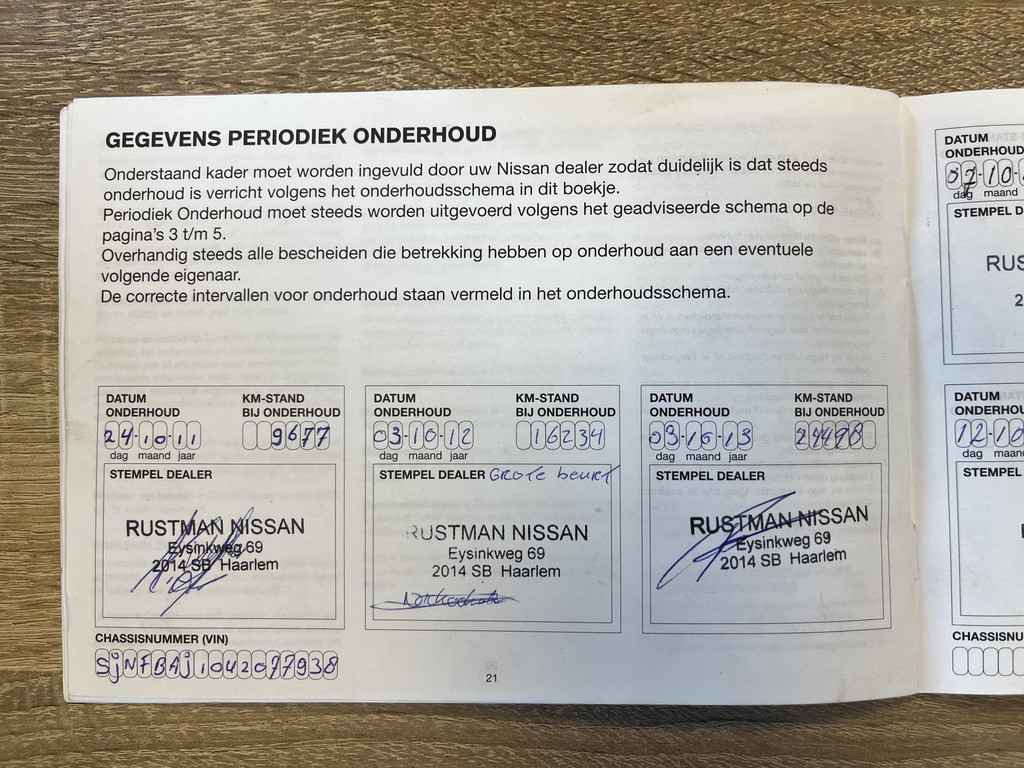 GEGEVENS PERIODIEK ONDERHOUD
Onderstaand kader moet worden ingevuld door uw Nissan dealer zodat duidelijk is dat steeds
onderhoud is verricht volgens het onderhoudsschema in dit boekje.
Periodiek Onderhoud moet steeds worden uitgevoerd volgens het geadviseerde schema op de
pagina's 3 t/m 5.
Overhandig steeds alle bescheiden die betrekking hebben op onderhoud aan een eventuele
volgende eigenaar.
De correcte intervallen voor onderhoud staan vermeld in het onderhoudsschema.
DATUM
ONDERHOUD
KM-STAND
BIJ ONDERHOUD
24-10-11
9677
dag maand jaar
STEMPEL DEALER
RUSTMAN NISSAN
Eysinkweg 69
2014 SB Haarlem
CHASSISNUMMER (VIN)
SjNFBAj1042077938
DATUM
ONDERHOUD
KM-STAND
BIJ ONDERHOUD
03-10-12
16234
dag maand jaar
STEMPEL DEALER GROTE beurt
RUSTMAN NISSAN
Eysinkweg 69
2014 SB Haarlem
DATUM
ONDERHOUD
KM-STAND
BIJ ONDERHOUD
03-10-13
dag maand jaar
STEMPEL DEALER
RUSTMAN NISSAN
Eysinkweg 69
2014 SB Haarlem
21
DATUM
ONDERHOUD
07-10-
dag maand
STEMPEL D
RUS
2
DATUM
ONDERHOU
12-10
dag maand
STEMPEL
CHASSISNU